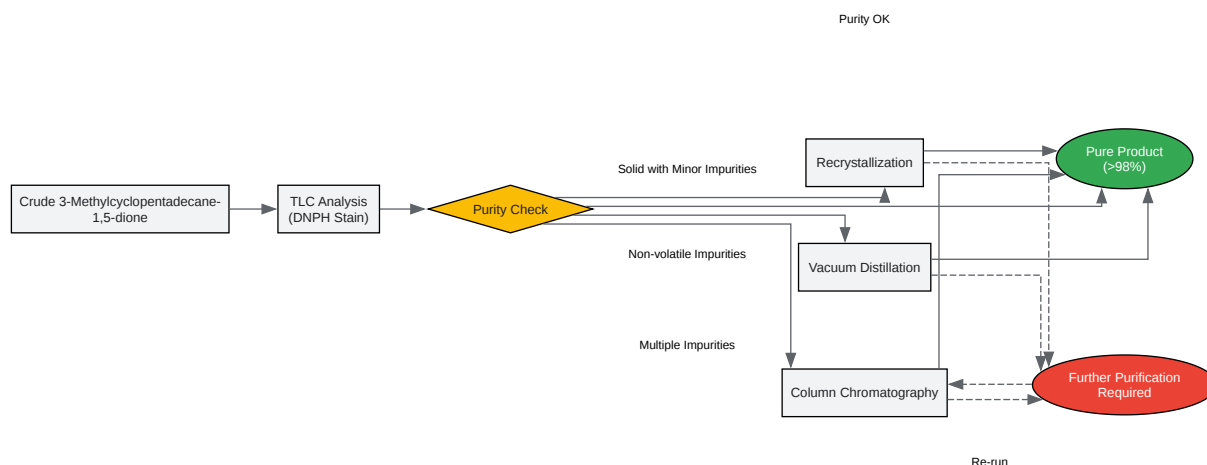 Purity OK
Crude 3-Methylcyclopentadecane-
1,5-dione
TLC Analysis
(DNPH Stain)
Purity Check
Solid with Minor Impurities
Non-volatile Impurities
Multiple Impurities
Recrystallization
Vacuum Distillation
Column Chromatography
Pure Product
(>98%)
Further Purification
Required
Re-run